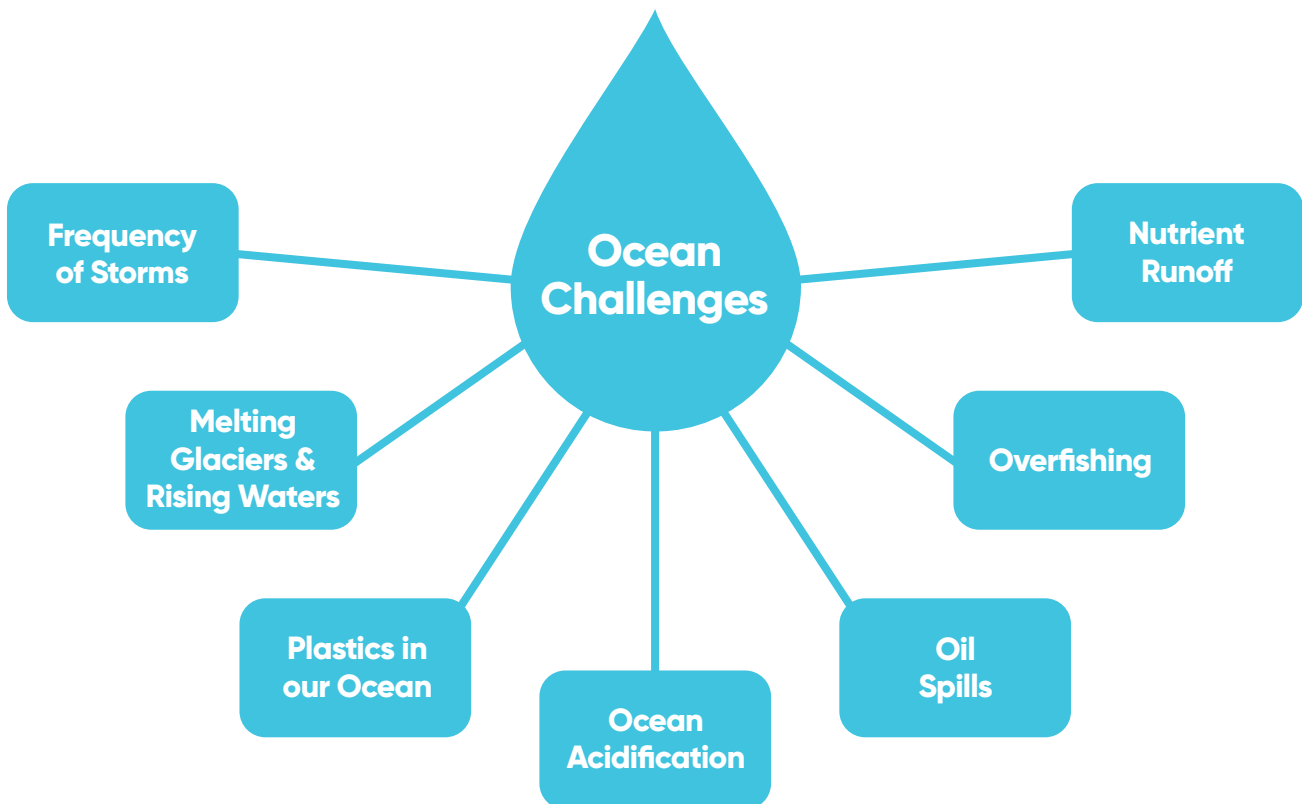 Ocean
Challenges
Frequency
of Storms
Melting
Glaciers &
Rising Waters
Plastics in
our Ocean
Ocean
Acidification
Oil
Spills
Overfishing
Nutrient
Runoff